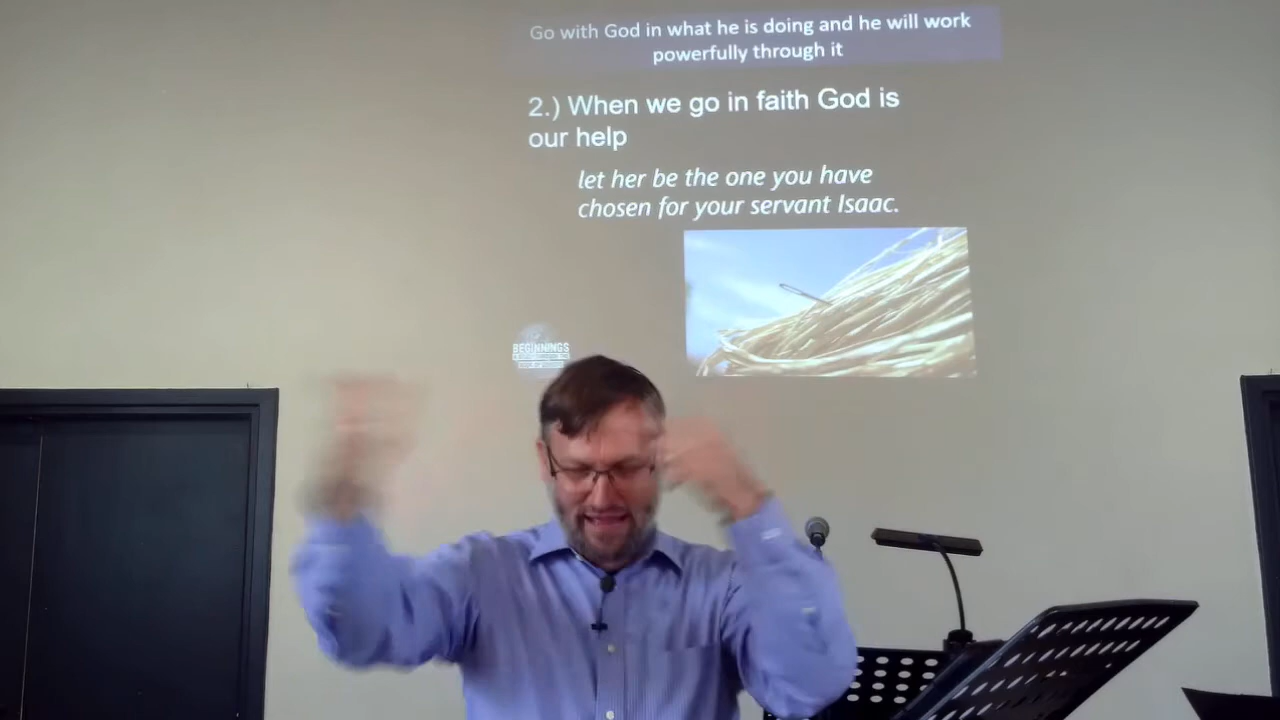 Go with God in what he is doing and he will work
powerfully through it
2.) When we go in faith God is
our help
let her be the one you have
chosen for your servant Isaac.
BEGINNINGS